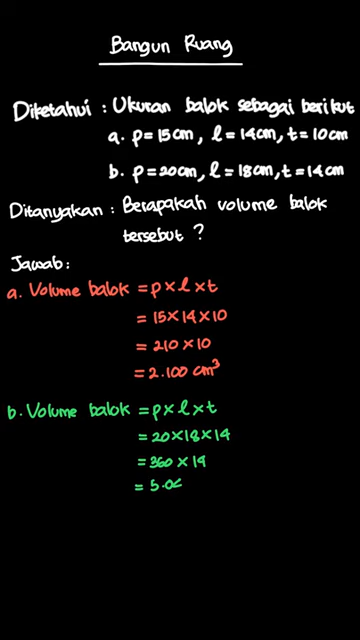 Bangun Ruang
Diketahui : Ukuran balok sebagai berikut
a. p = 15 cm, l = 14 cm, t = 10 cm
b. p = 20 cm, l = 18 cm, t = 14 cm
Ditanyakan : Berapakah volume balok
tersebut ?
Jawab :
a. Volume balok = p × l × t
= 15 × 14 × 10
= 210 × 10
= 2.100 cm³
b. Volume balok = p × l × t
= 20 × 18 × 14
= 360 × 14
= 5.0